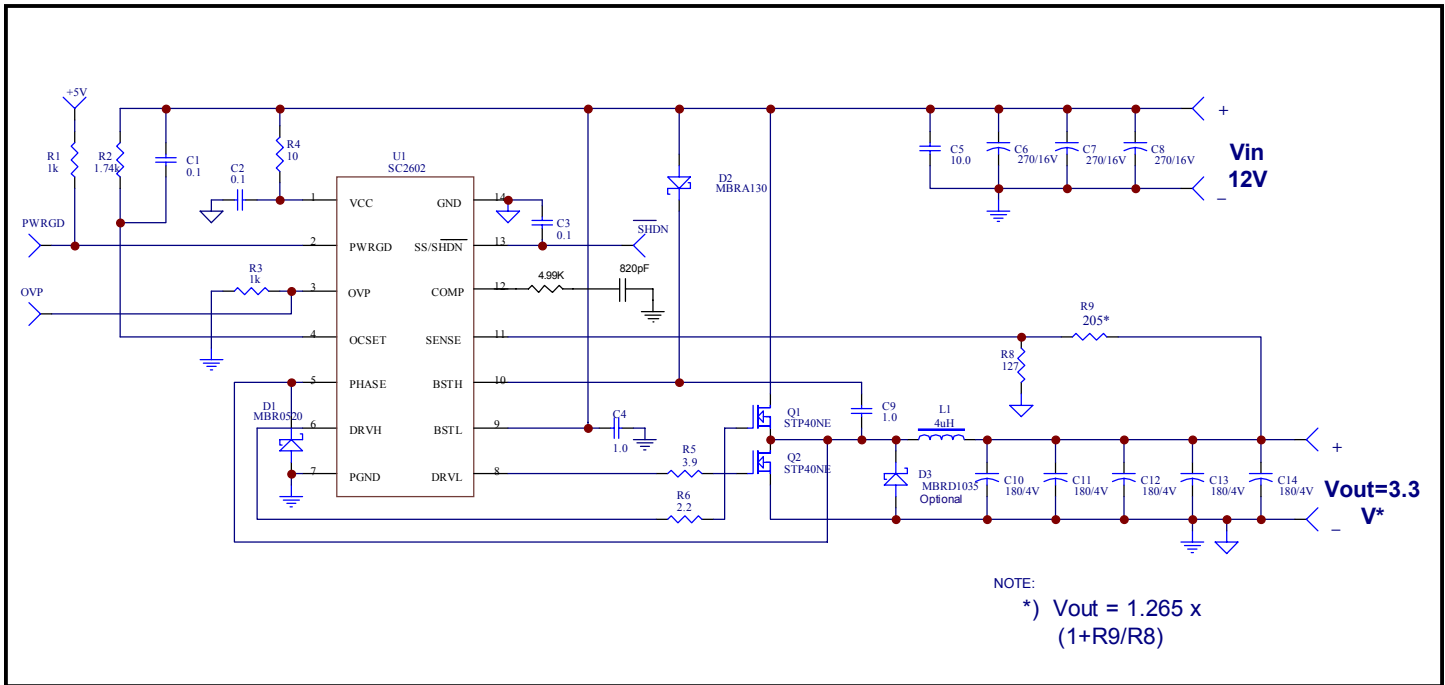 +5V
R1
1k
R2
1.74k
C1
0.1
C2
0.1
R4
10
U1
SC2602
1
VCC
GND
14
2
PWRGD
SS/SHDN
13
3
OVP
COMP
12
4
OCSET
SENSE
11
5
PHASE
BSTH
10
6
DRVH
BSTL
9
7
PGND
DRVL
8
PWRGD
OVP
R3
1k
D1
MBR0520
C3
0.1
SHDN
4.99K
820pF
D2
MBRA130
C5
10.0
C6
270/16V
C7
270/16V
C8
270/16V
+
Vin
12V
_
R9
205*
R8
127
C4
1.0
R5
3.9
R6
2.2
Q1
STP40NE
Q2
STP40NE
C9
1.0
L1
4uH
D3
MBRD1035
Optional
C10
180/4V
C11
180/4V
C12
180/4V
C13
180/4V
C14
180/4V
+
Vout=3.3
V*
_
NOTE:
*) Vout = 1.265 x
(1+R9/R8)